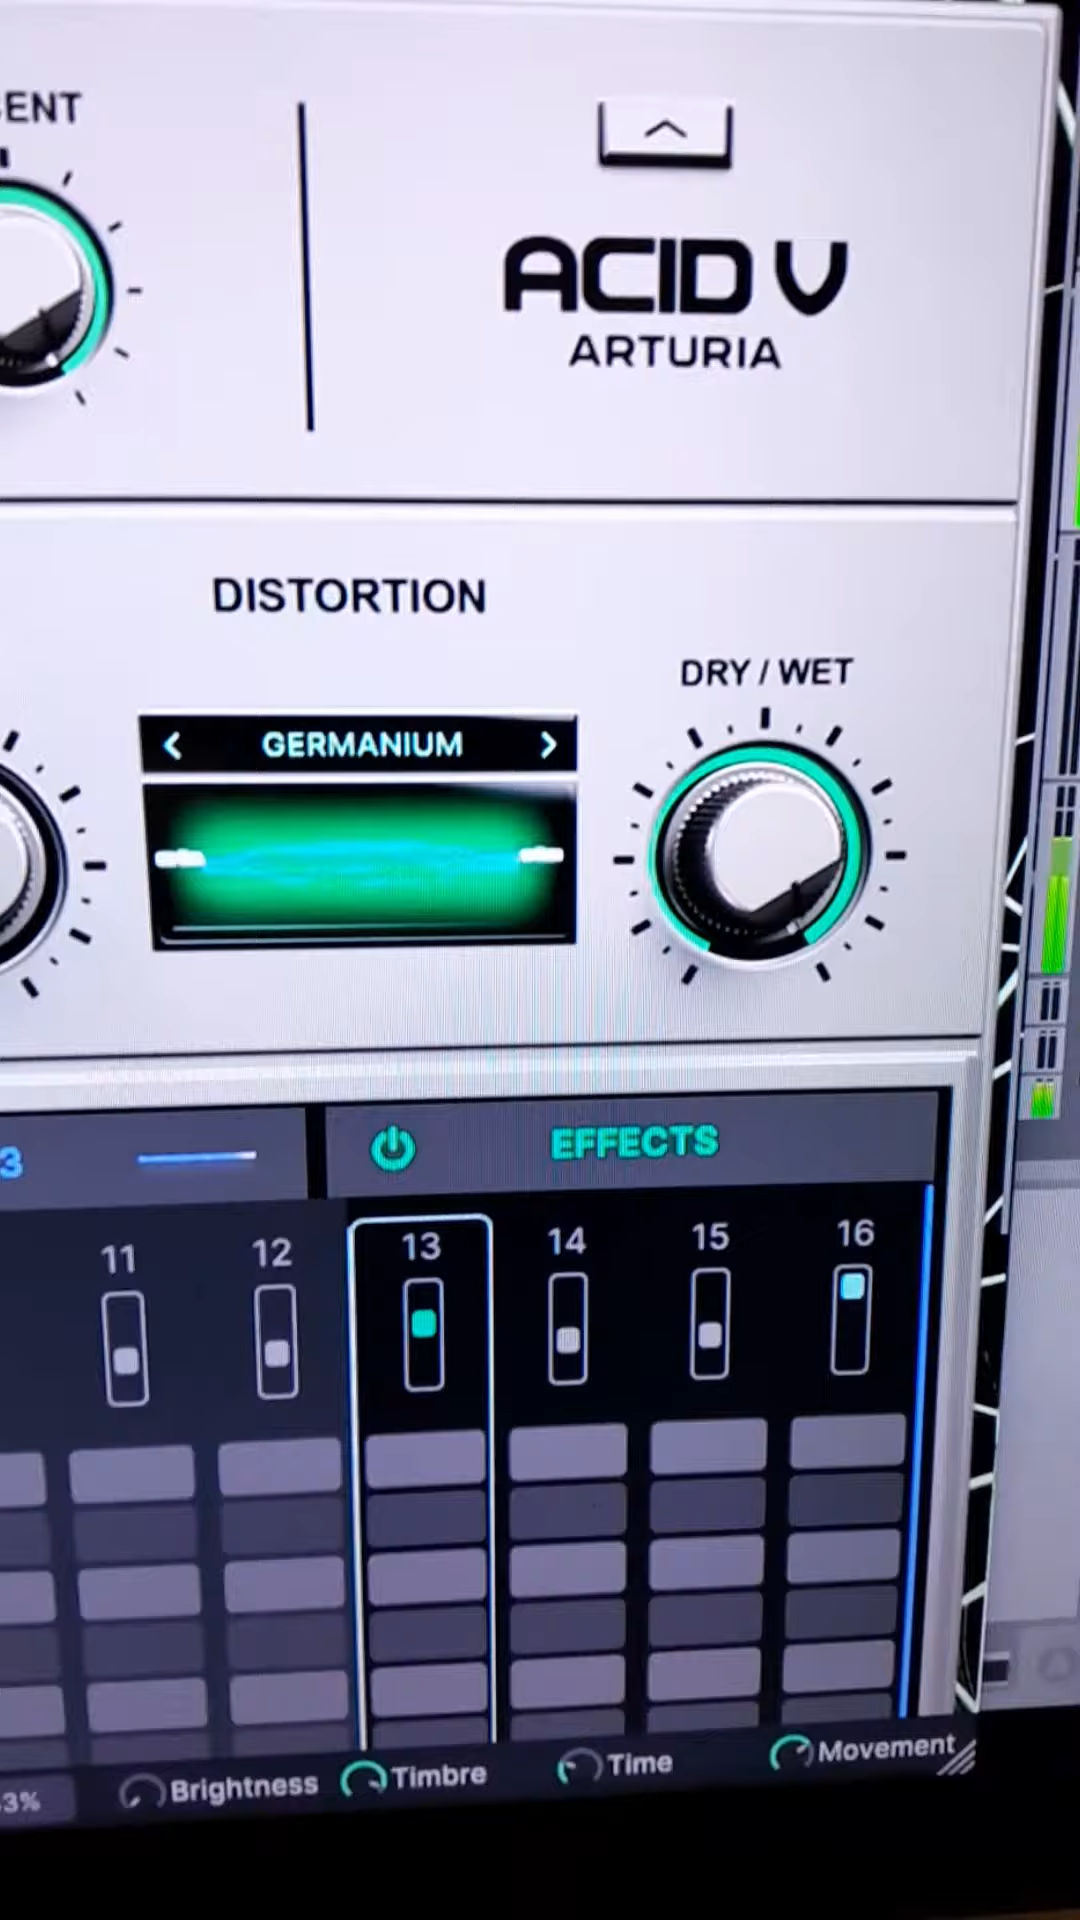 CENT
ACID V
ARTURIA
DISTORTION
DRY / WET
GERMANIUM
3
EFFECTS
11 12 13 14 15 16
3%
Brightness
Timbre
Time
Movement